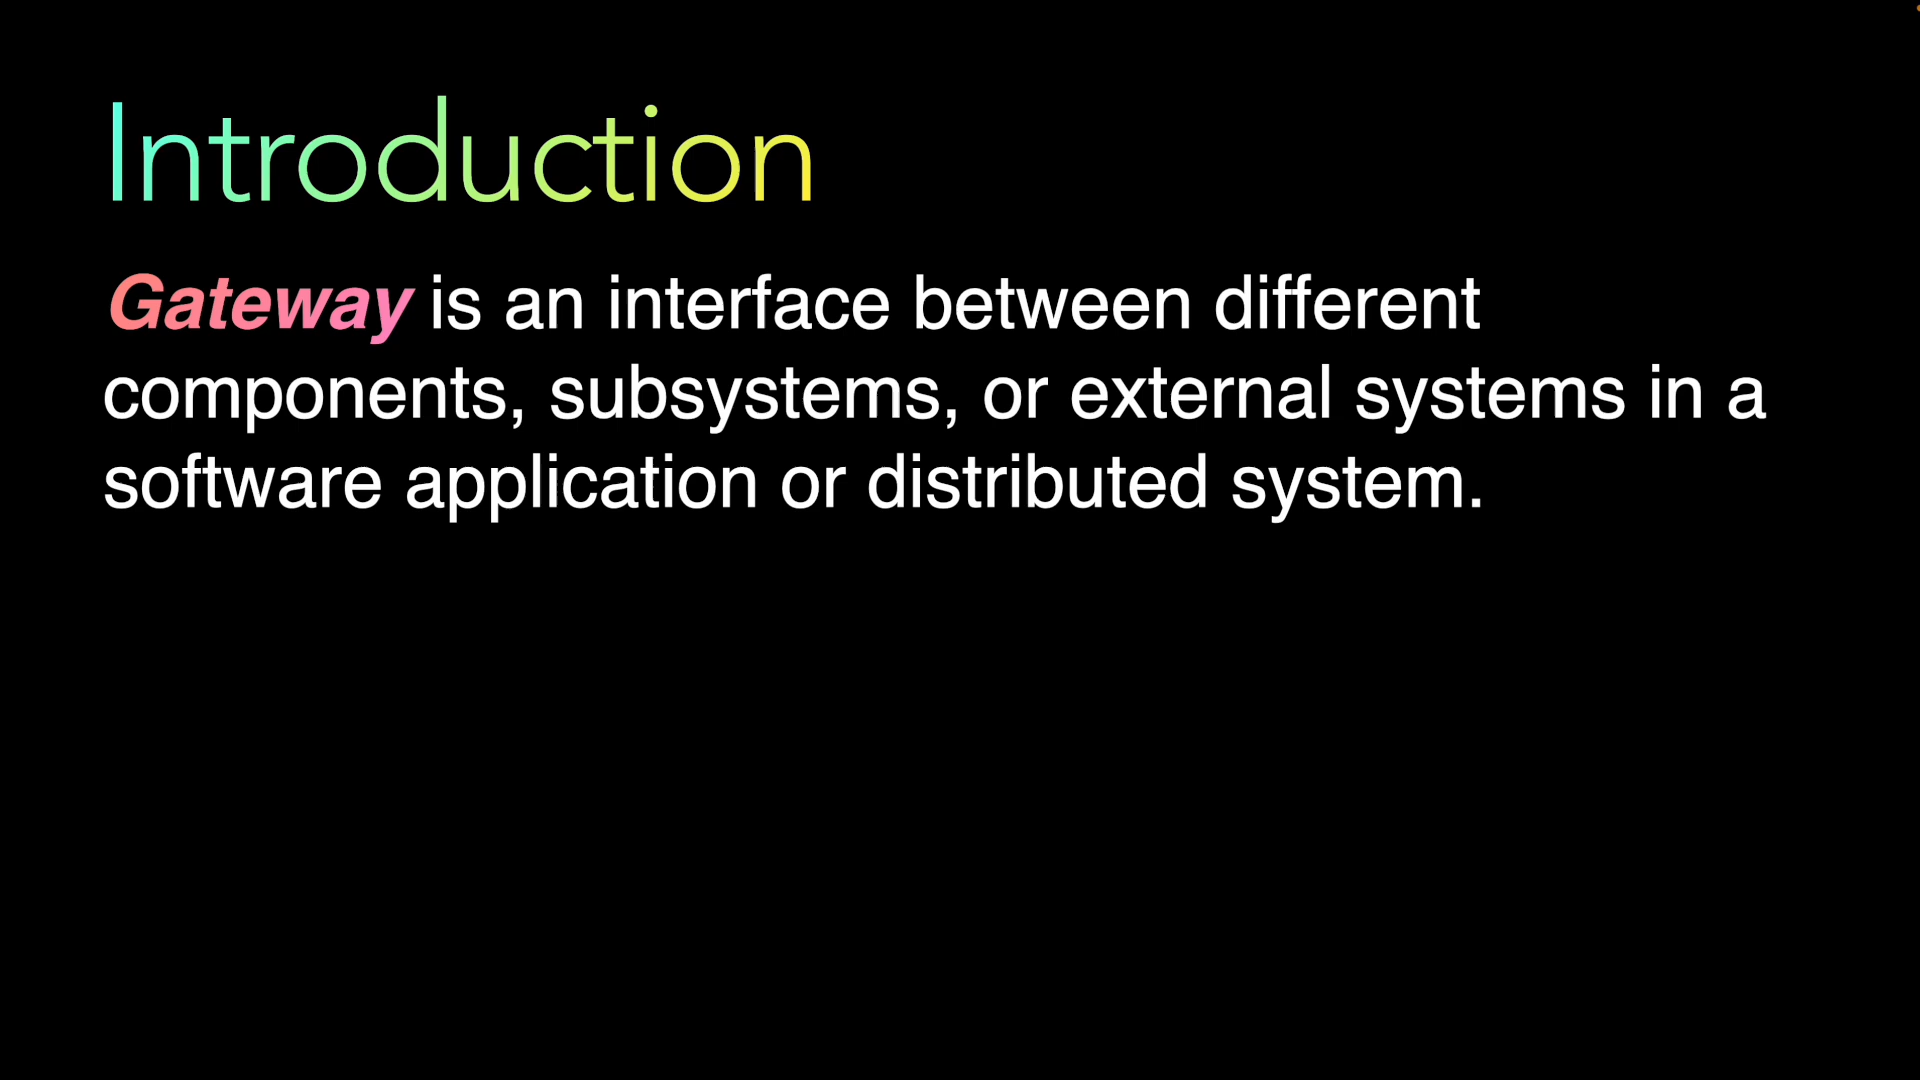 Introduction
Gateway is an interface between different
components, subsystems, or external systems in a
software application or distributed system.